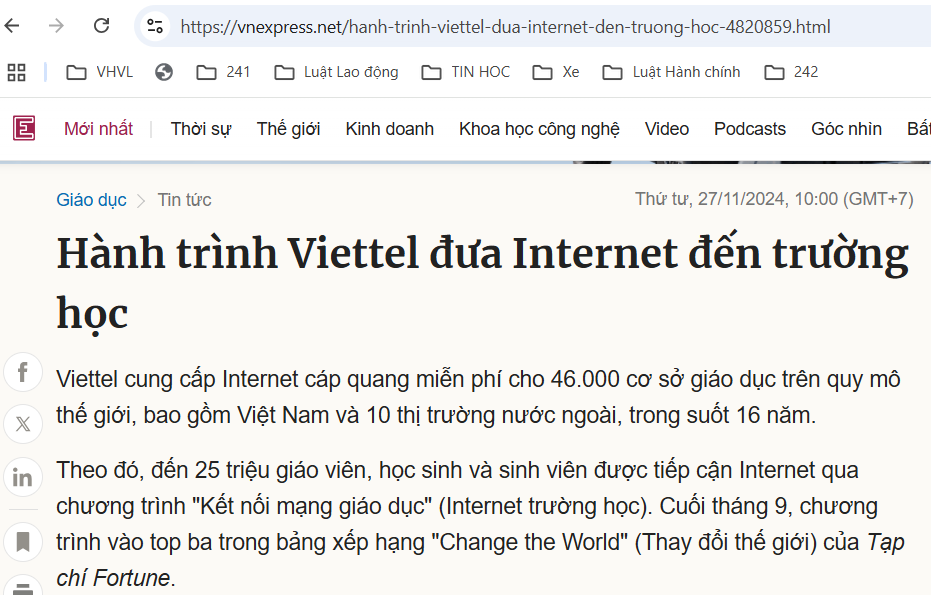 https://vnexpress.net/hanh-trinh-viettel-dua-internet-den-truong-hoc-4820859.html
VHVL 241 Luật Lao động TIN HOC Xe Luật Hành chính 242
E Mới nhất Thời sự Thế giới Kinh doanh Khoa học công nghệ Video Podcasts Góc nhìn Bất
Giáo dục > Tin tức Thứ tư, 27/11/2024, 10:00 (GMT+7)
Hành trình Viettel đưa Internet đến trường
học
Viettel cung cấp Internet cáp quang miễn phí cho 46.000 cơ sở giáo dục trên quy mô
thế giới, bao gồm Việt Nam và 10 thị trường nước ngoài, trong suốt 16 năm.
Theo đó, đến 25 triệu giáo viên, học sinh và sinh viên được tiếp cận Internet qua
chương trình "Kết nối mạng giáo dục" (Internet trường học). Cuối tháng 9, chương
trình vào top ba trong bảng xếp hạng "Change the World" (Thay đổi thế giới) của Tạp
chí Fortune.